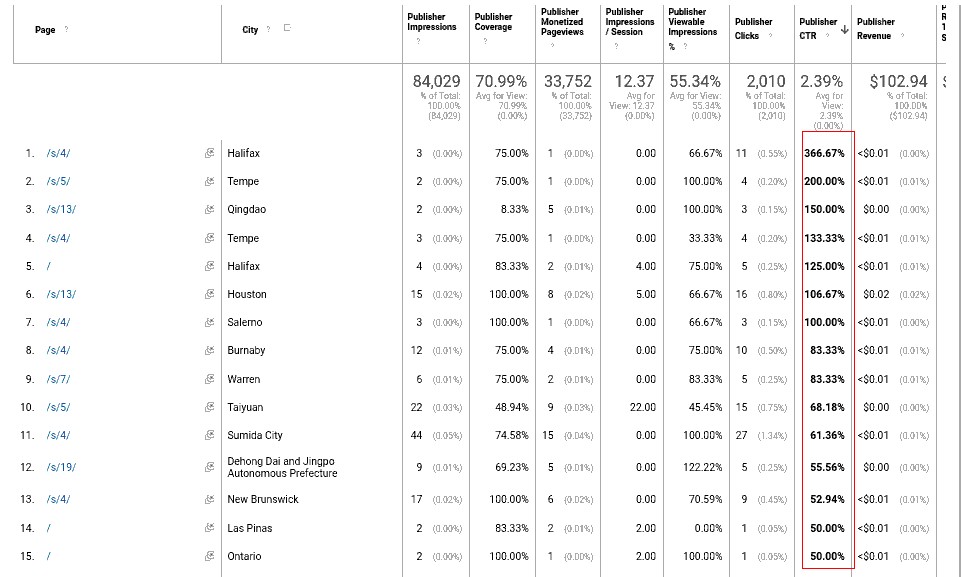 Page ? City ? Publisher Impressions ? Publisher Coverage ? Publisher Monetized Pageviews ? Publisher Impressions / Session ? Publisher Viewable Impressions % ? Publisher Clicks ? Publisher CTR ? Publisher Revenue ?
84,029 70.99% 33,752 12.37 55.34% 2,010 2.39% $102.94
% of Total: 100.00% (84,029) Avg for View: 70.99% (0.00%) % of Total: 100.00% (33,752) Avg for View: 12.37 (0.00%) Avg for View: 55.34% (0.00%) % of Total: 100.00% (2,010) Avg for View: 2.39% (0.00%) % of Total: 100.00% ($102.94)
1. /s/4/ Halifax 3 (0.00%) 75.00% 1 (0.00%) 0.00 66.67% 11 (0.55%) 366.67% <$0.01 (0.00%)
2. /s/5/ Tempe 2 (0.00%) 75.00% 1 (0.00%) 0.00 100.00% 4 (0.20%) 200.00% <$0.01 (0.01%)
3. /s/13/ Qingdao 2 (0.00%) 8.33% 5 (0.01%) 0.00 100.00% 3 (0.15%) 150.00% $0.00 (0.00%)
4. /s/4/ Tempe 3 (0.00%) 75.00% 1 (0.00%) 0.00 33.33% 4 (0.20%) 133.33% <$0.01 (0.01%)
5. / Halifax 4 (0.00%) 83.33% 2 (0.01%) 4.00 75.00% 5 (0.25%) 125.00% <$0.01 (0.01%)
6. /s/13/ Houston 15 (0.02%) 100.00% 8 (0.02%) 5.00 66.67% 16 (0.80%) 106.67% $0.02 (0.02%)
7. /s/4/ Salerno 3 (0.00%) 100.00% 1 (0.00%) 0.00 66.67% 3 (0.15%) 100.00% <$0.01 (0.00%)
8. /s/4/ Burnaby 12 (0.01%) 75.00% 4 (0.01%) 0.00 75.00% 10 (0.50%) 83.33% <$0.01 (0.01%)
9. /s/7/ Warren 6 (0.01%) 75.00% 2 (0.01%) 0.00 83.33% 5 (0.25%) 83.33% <$0.01 (0.01%)
10. /s/5/ Taiyuan 22 (0.03%) 48.94% 9 (0.03%) 22.00 45.45% 15 (0.75%) 68.18% $0.00 (0.00%)
11. /s/4/ Sumida City 44 (0.05%) 74.58% 15 (0.04%) 0.00 100.00% 27 (1.34%) 61.36% <$0.01 (0.01%)
12. /s/19/ Dehong Dai and Jingpo Autonomous Prefecture 9 (0.01%) 69.23% 5 (0.01%) 0.00 122.22% 5 (0.25%) 55.56% $0.00 (0.00%)
13. /s/4/ New Brunswick 17 (0.02%) 100.00% 6 (0.02%) 0.00 70.59% 9 (0.45%) 52.94% <$0.01 (0.01%)
14. / Las Pinas 2 (0.00%) 83.33% 2 (0.01%) 2.00 0.00% 1 (0.05%) 50.00% <$0.01 (0.00%)
15. / Ontario 2 (0.00%) 100.00% 1 (0.00%) 2.00 100.00% 1 (0.05%) 50.00% <$0.01 (0.00%)